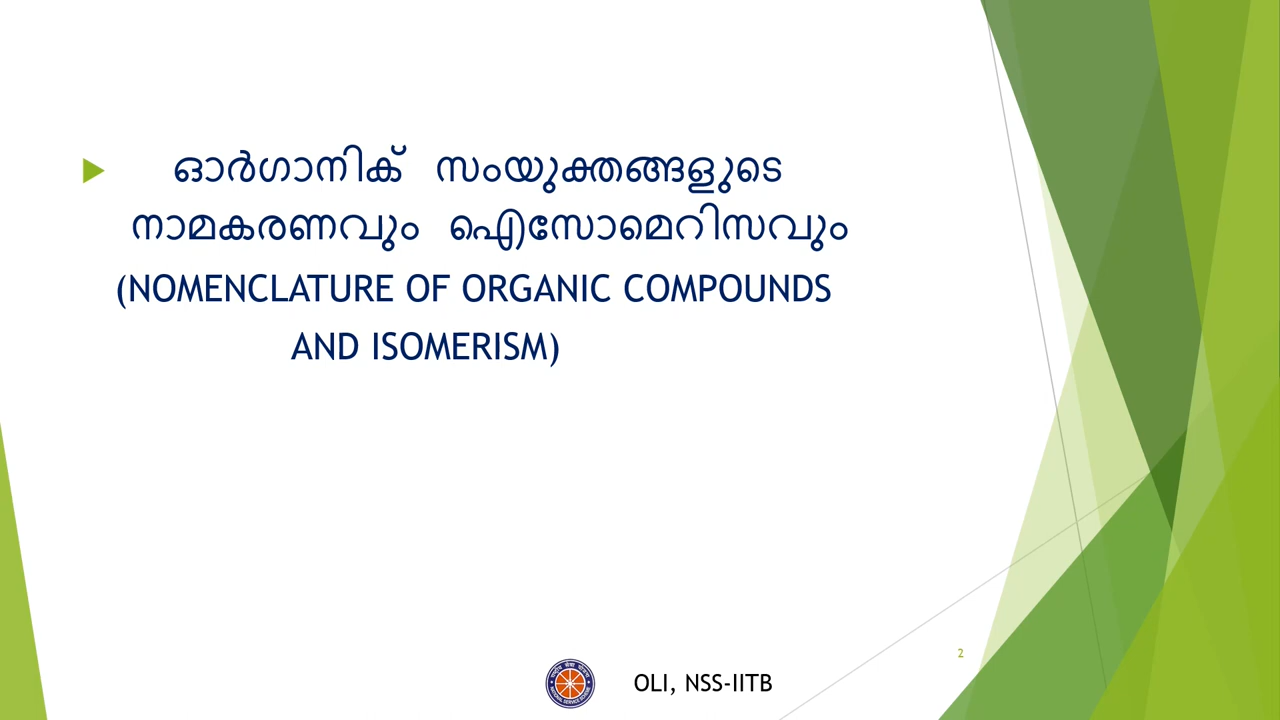 ഓർഗാനിക് സംയുക്തങ്ങളുടെ
നാമകരണവും ഐസോമെറിസവും
(NOMENCLATURE OF ORGANIC COMPOUNDS
AND ISOMERISM)
2
OLI, NSS-IITB